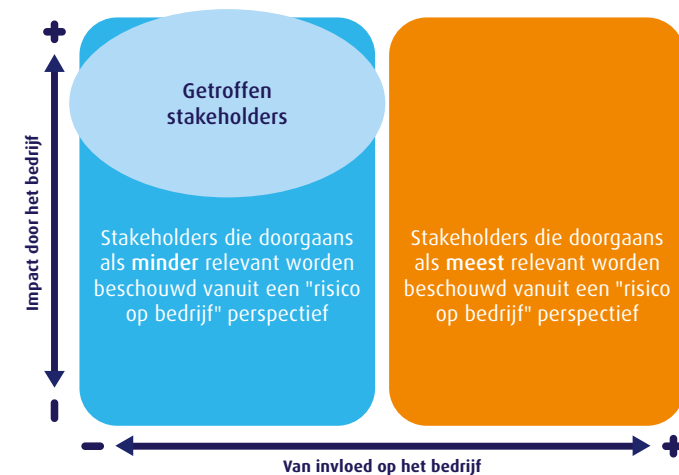 Getroffen
stakeholders
Impact door het bedrijf
Stakeholders die doorgaans
als minder relevant worden
beschouwd vanuit een "risico
op bedrijf" perspectief
Stakeholders die doorgaans
als meest relevant worden
beschouwd vanuit een "risico
op bedrijf" perspectief
Van invloed op het bedrijf